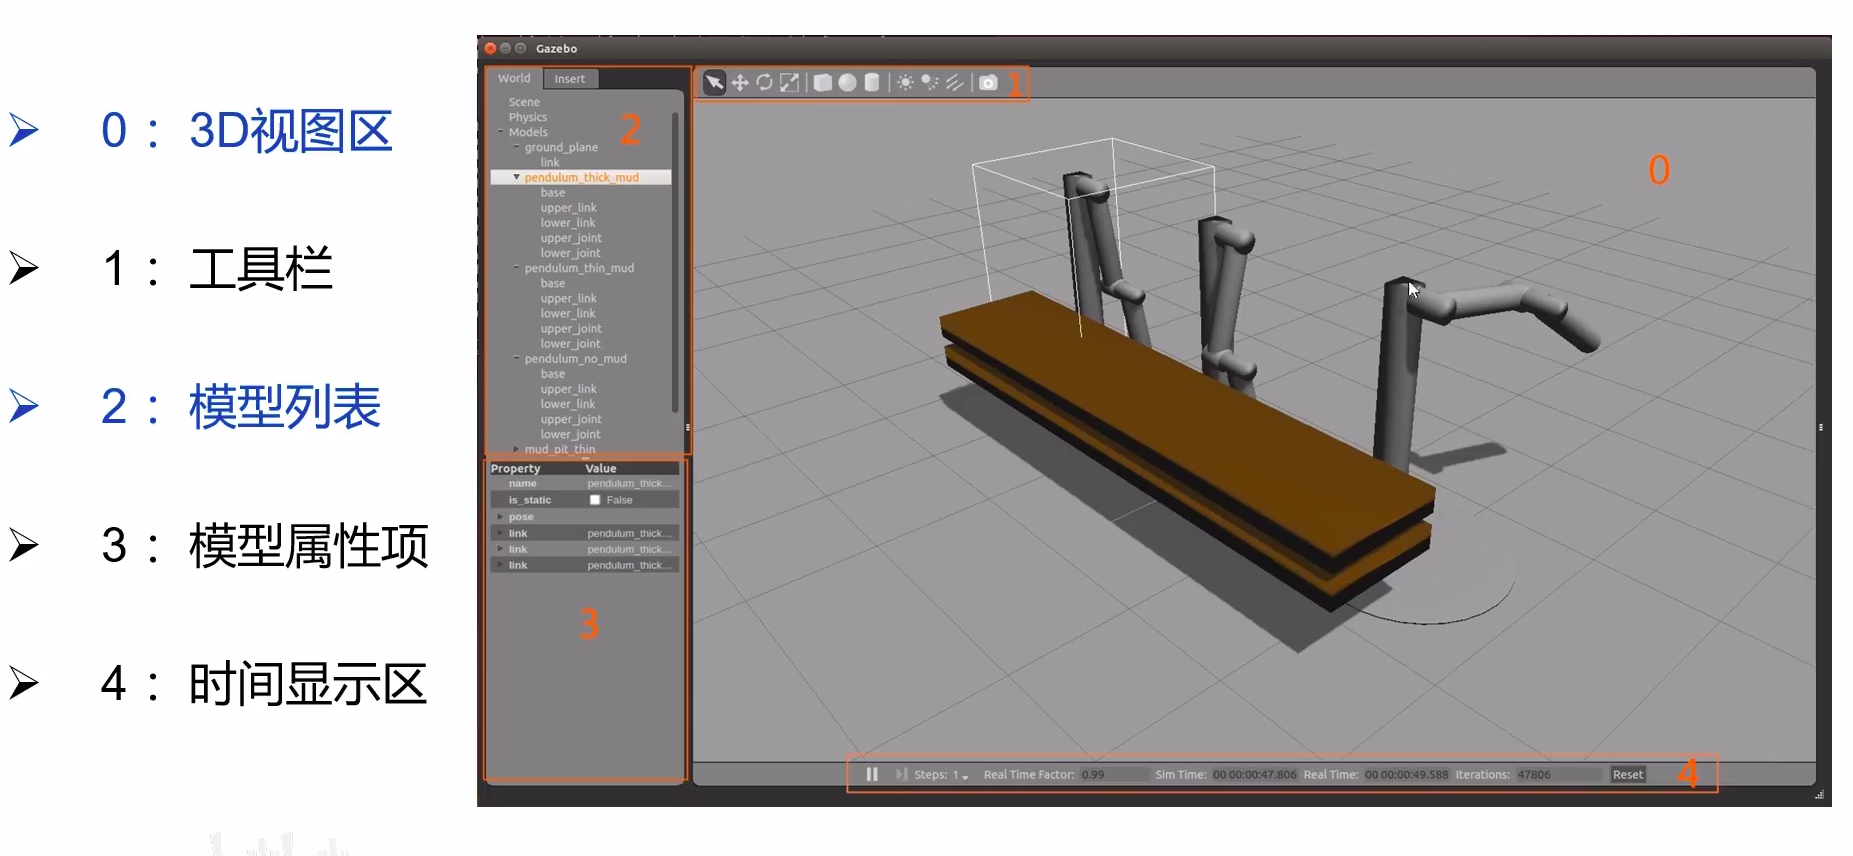 0： 3D视图区
1： 工具栏
2： 模型列表
3： 模型属性项
4： 时间显示区
Gazebo
World Insert
1
2
0
Scene
Physics
Models
ground_plane
link
pendulum_thick_mud
base
upper_link
lower_link
upper_joint
lower_joint
pendulum_thin_mud
base
upper_link
lower_link
upper_joint
lower_joint
pendulum_no_mud
base
upper_link
lower_link
upper_joint
lower_joint
mud_pit_thin
Property Value
name pendulum_thick...
is_static False
pose
link pendulum_thick...
link pendulum_thick...
link pendulum_thick...
3
Steps: 1 Real Time Factor: 0.99 Sim Time: 00 00:00:47.806 Real Time: 00 00:00:49.588 Iterations: 47806 Reset 4